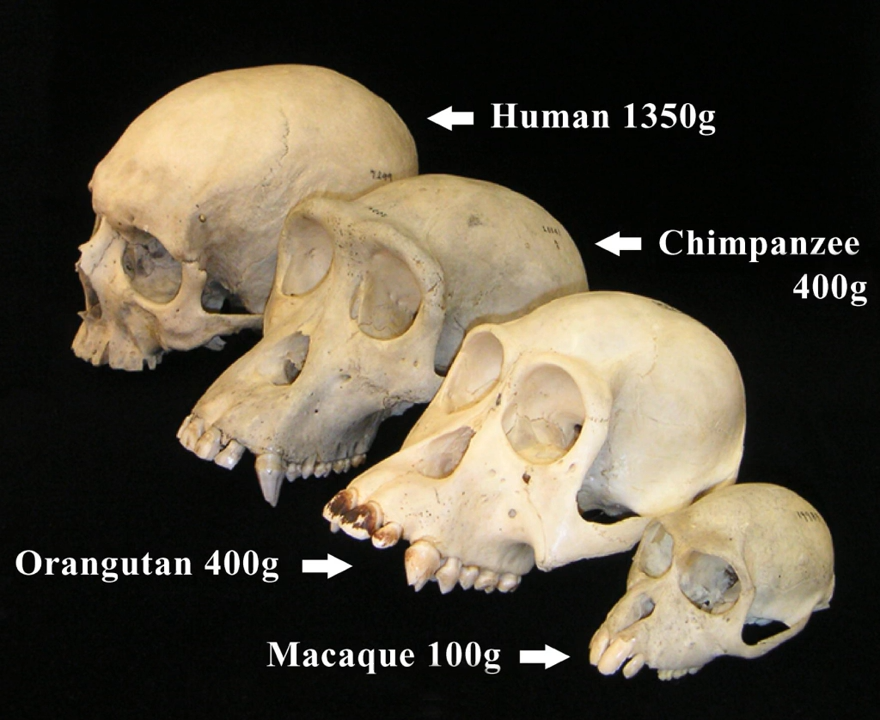 Human 1350g
Chimpanzee
400g
Orangutan 400g
Macaque 100g